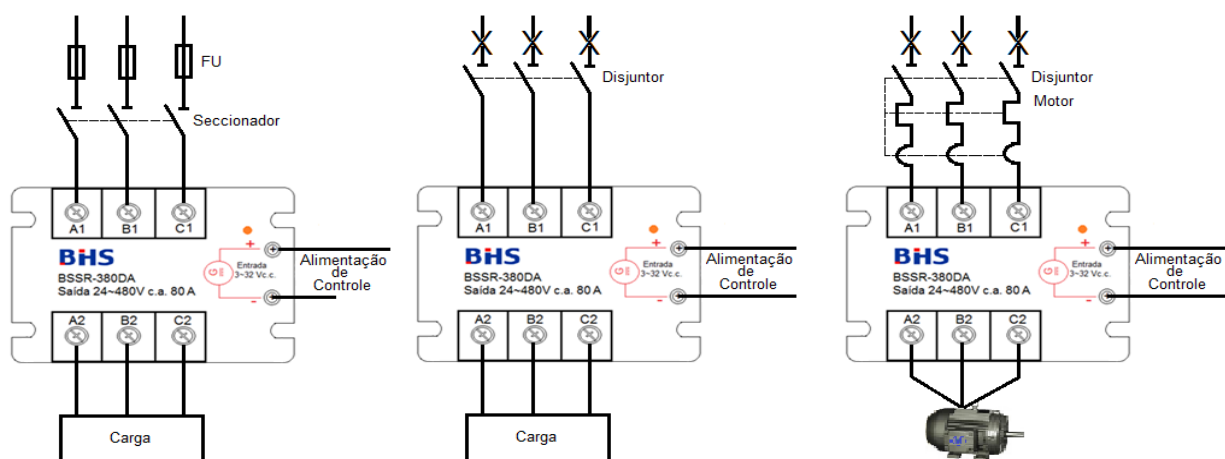 FU
Seccionador
A1 B1 C1
BHS
BSSR-380DA
Saída 24~480V c.a. 80 A
+
G
Entrada
3~32 Vc.c.
-
Alimentação
de
Controle
A2 B2 C2
Carga
Disjuntor
A1 B1 C1
BHS
BSSR-380DA
Saída 24~480V c.a. 80 A
+
G
Entrada
3~32 Vc.c.
-
Alimentação
de
Controle
A2 B2 C2
Carga
Disjuntor
Motor
A1 B1 C1
BHS
BSSR-380DA
Saída 24~480V c.a. 80 A
+
G
Entrada
3~32 Vc.c.
-
Alimentação
de
Controle
A2 B2 C2